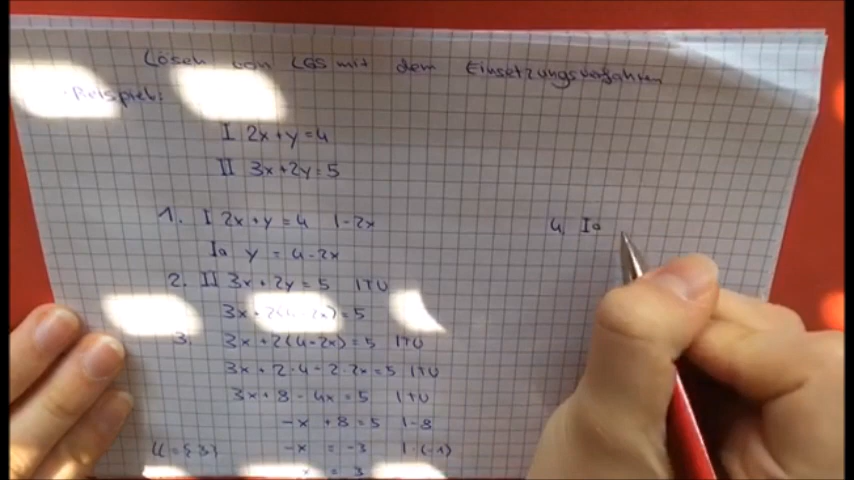 Lösen von LGS mit dem Einsetzungsverfahren
Beispiel:
I 2x+y=4
II 3x+2y=5
1. I 2x+y=4 |-2x
Ia y = 4-2x
2. II 3x+2y=5 |TU
3x+2(4-2x)=5
3. 3x+2(4-2x)=5 |TU
3x+2·4-2·2x=5 |TU
3x+8-4x=5 |TU
-x +8=5 |-8
-x = -3 |·(-1)
x = 3
L={3}
4. Ia